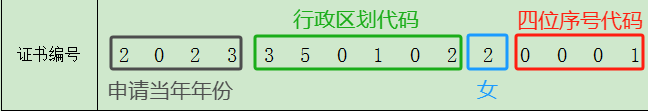 行政区划代码 四位序号代码
证书编号 2 0 2 3 3 5 0 1 0 2 2 0 0 0 1
申请当年年份 女